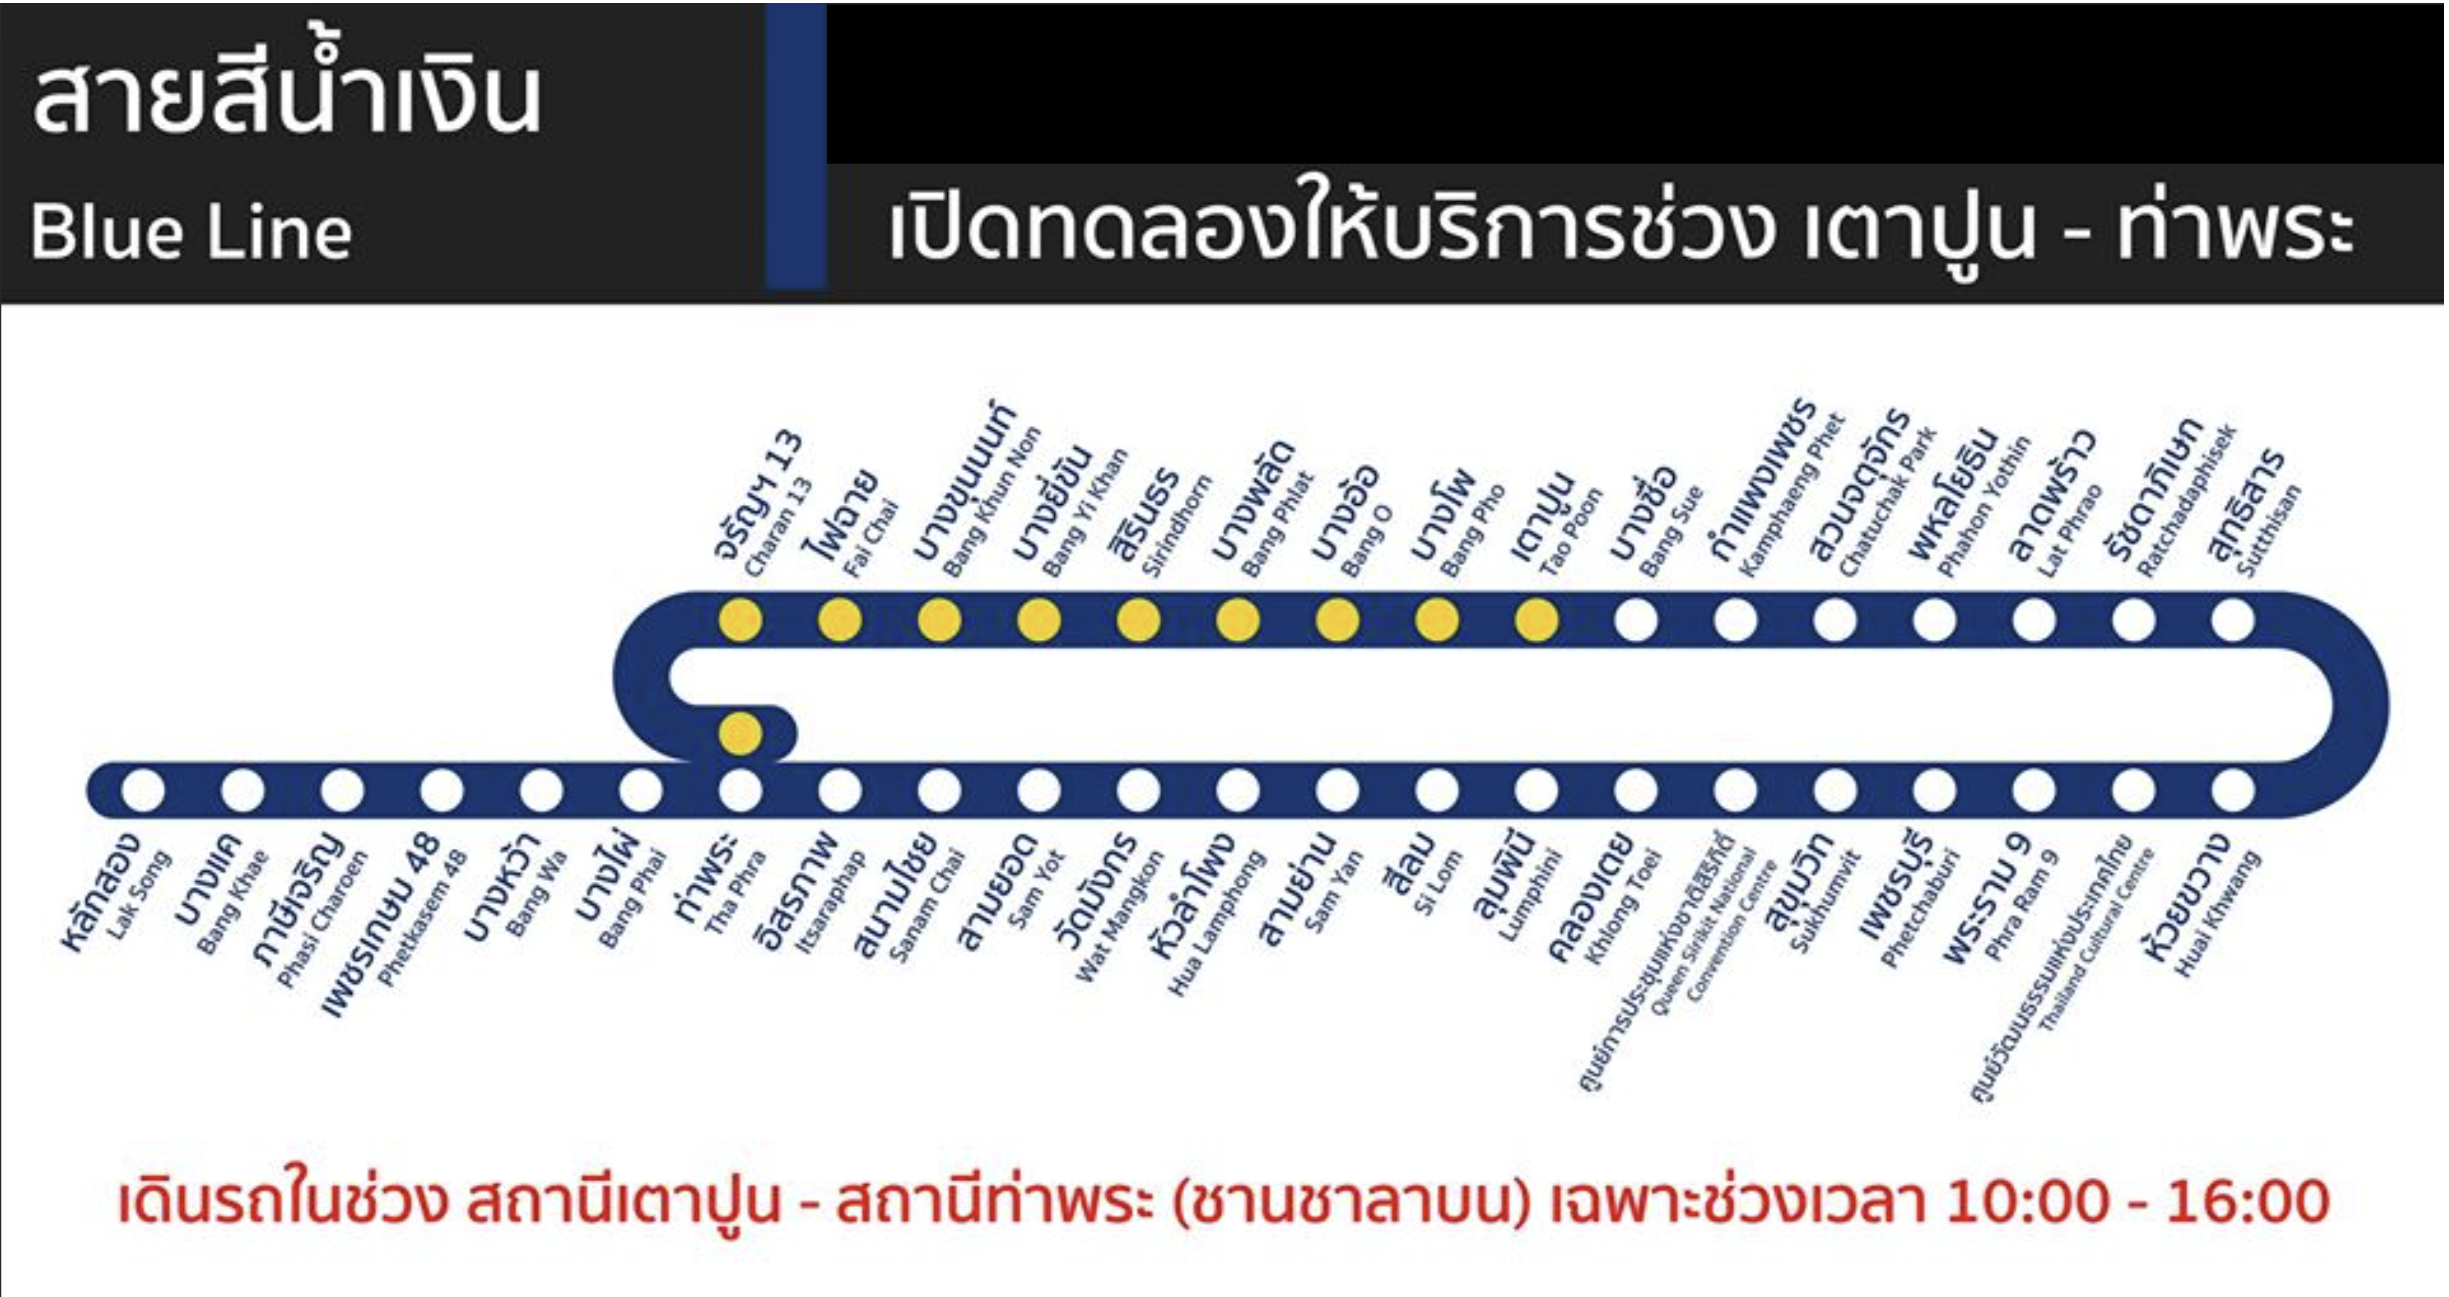 สายสีน้ำเงิน
Blue Line
เปิดทดลองให้บริการช่วง เตาปูน - ท่าพระ
จรัญฯ 13
Charan 13
ไฟฉาย
Fai Chai
บางขุนนนท์
Bang Khun Non
บางยี่ขัน
Bang Yi Khan
สิรินธร
Sirindhorn
บางพลัด
Bang Phlat
บางอ้อ
Bang O
บางโพ
Bang Pho
เตาปูน
Tao Poon
บางซื่อ
Bang Sue
กำแพงเพชร
Kamphaeng Phet
สวนจตุจักร
Chatuchak Park
พหลโยธิน
Phahon Yothin
ลาดพร้าว
Lat Phrao
รัชดาภิเษก
Ratchadaphisek
สุทธิสาร
Sutthisan
หลักสอง
Lak Song
บางแค
Bang Khae
ภาษีเจริญ
Phasi Charoen
เพชรเกษม 48
Phetkasem 48
บางหว้า
Bang Wa
บางไผ่
Bang Phai
ท่าพระ
Tha Phra
อิสรภาพ
Itsaraphap
สนามไชย
Sanam Chai
สามยอด
Sam Yot
วัดมังกร
Wat Mangkon
หัวลำโพง
Hua Lamphong
สามย่าน
Sam Yan
สีลม
Si Lom
ลุมพินี
Lumphini
คลองเตย
Khlong Toei
ศูนย์การประชุมแห่งชาติสิริกิติ์
Queen Sirikit National
Convention Centre
สุขุมวิท
Sukhumvit
เพชรบุรี
Phetchaburi
พระราม 9
Phra Ram 9
ศูนย์วัฒนธรรมแห่งประเทศไทย
Thailand Cultural Centre
ห้วยขวาง
Huai Khwang
เดินรถในช่วง สถานีเตาปูน - สถานีท่าพระ (ชานชาลาบน) เฉพาะช่วงเวลา 10:00 - 16:00